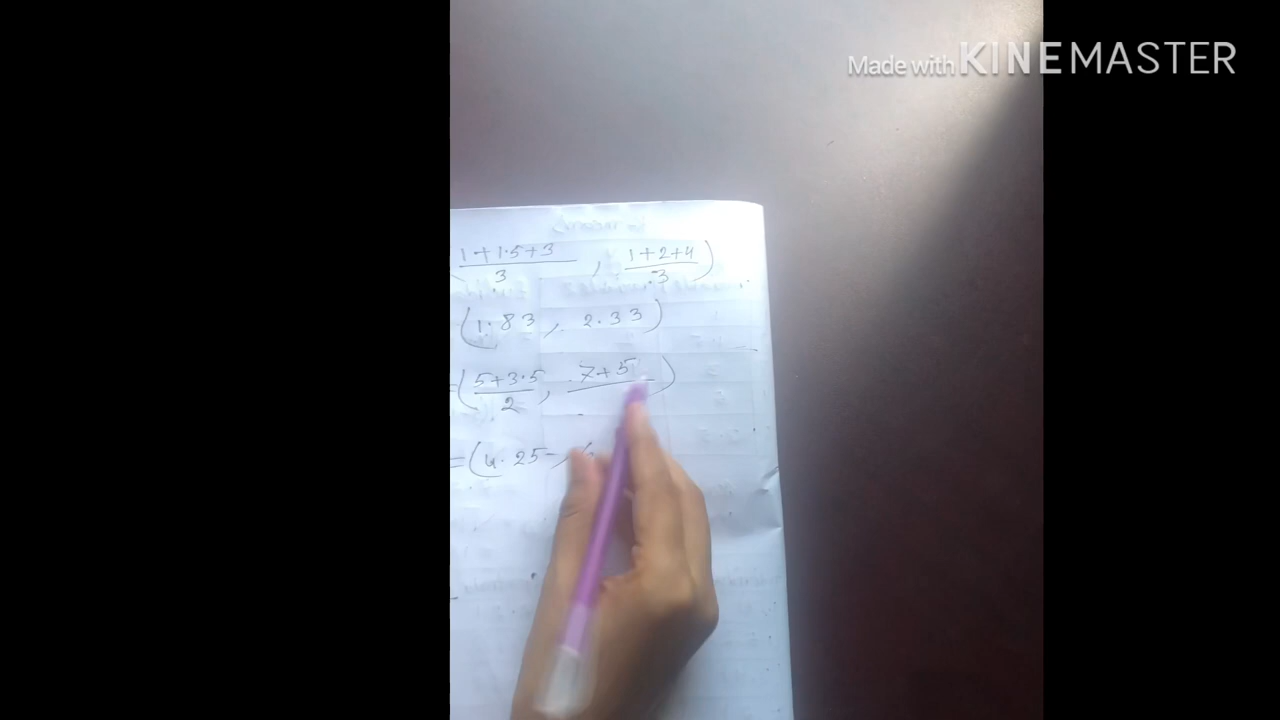 Made with KINEMASTER
1+1.5+3/3 , 1+2+4/3)
(1.83, 2.33)
=(5+3.5/2, 7+5/)
=(4.25,